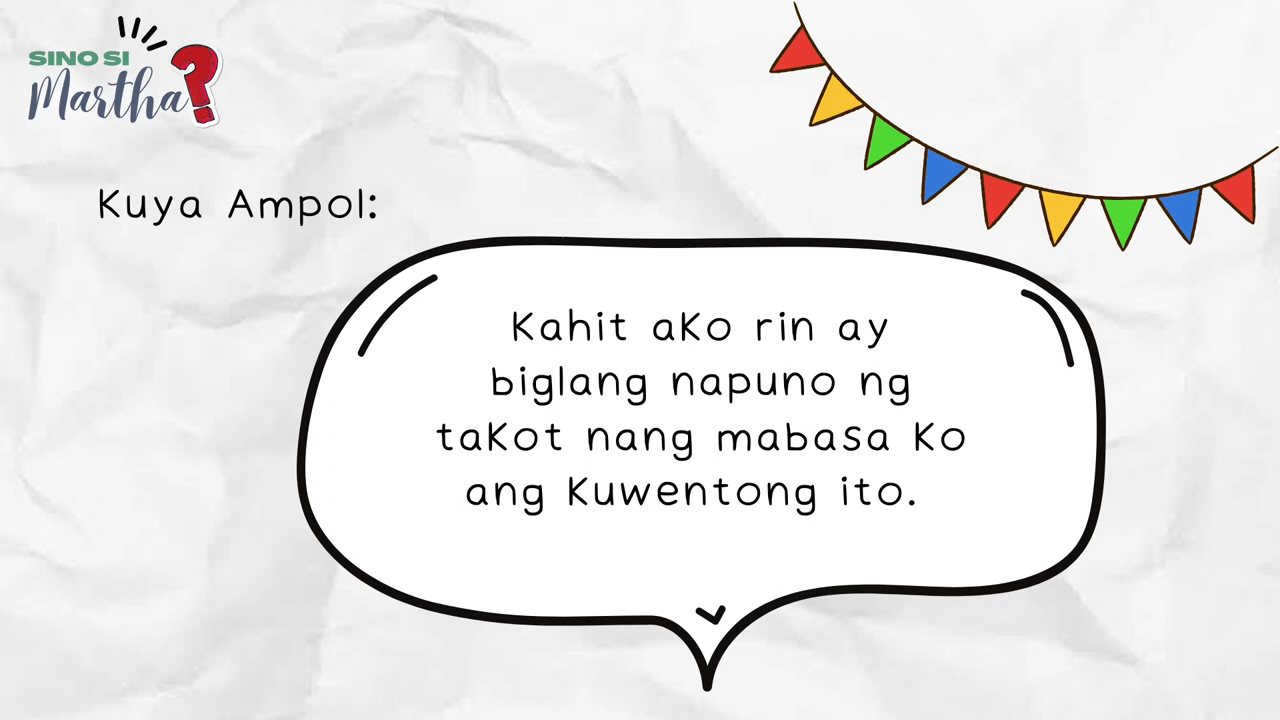 SINO SI
Martha?
Kuya Ampol:
Kahit ako rin ay
biglang napuno ng
takot nang mabasa ko
ang kuwentong ito.